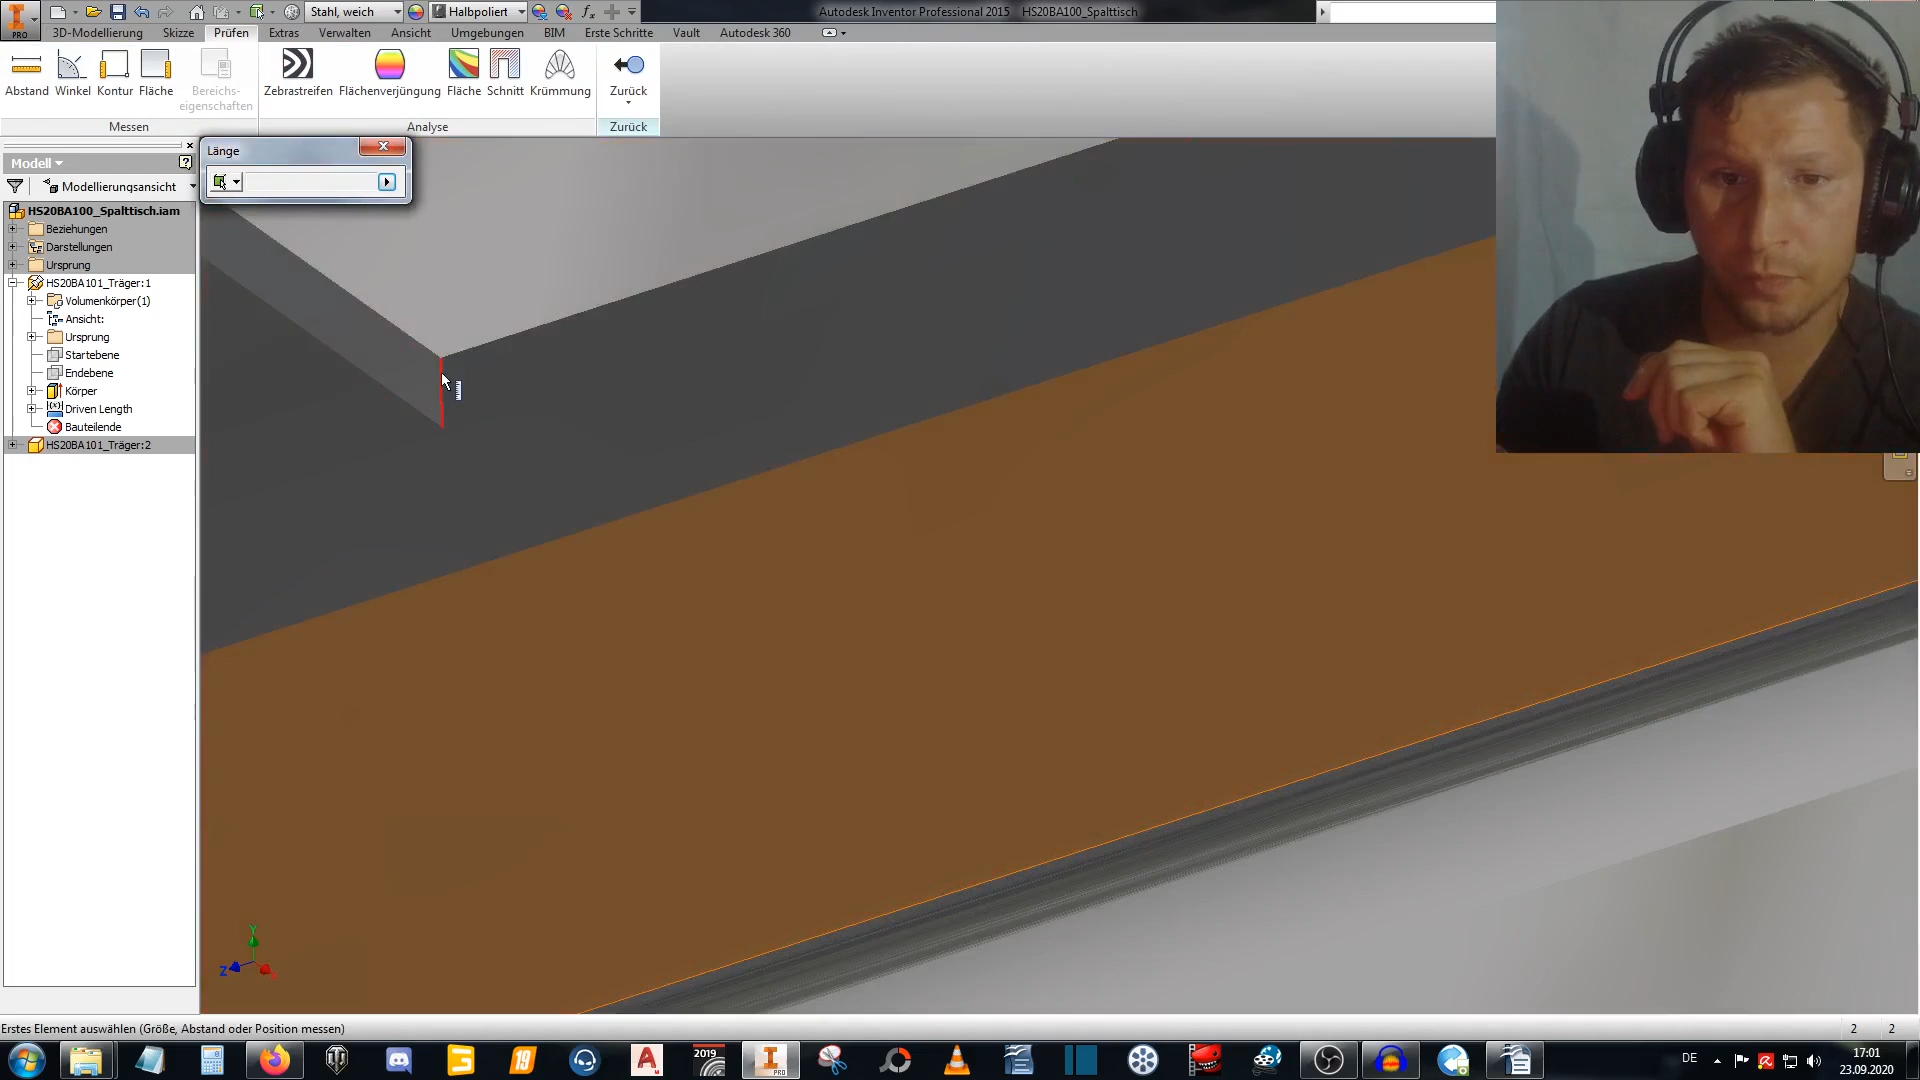 PRO
Stahl, weich
Halbpoliert
fx
Autodesk Inventor Professional 2015 HS20BA100_Spalttisch
3D-Modellierung Skizze Prüfen Extras Verwalten Ansicht Umgebungen BIM Erste Schritte Vault Autodesk 360
Abstand Winkel Kontur Fläche Bereichs-
eigenschaften
Zebrastreifen Flächenverjüngung Fläche Schnitt Krümmung
Zurück
Messen Analyse Zurück
Modell
Modellierungsansicht
HS20BA100_Spalttisch.iam
Beziehungen
Darstellungen
Ursprung
HS20BA101_Träger:1
Volumenkörper(1)
Ansicht:
Ursprung
Startebene
Endebene
Körper
Driven Length
Bauteilende
HS20BA101_Träger:2
Länge
Y
Z
Erstes Element auswählen (Größe, Abstand oder Position messen)
2 2
19
2019
PRO
DE
17:01
23.09.2020